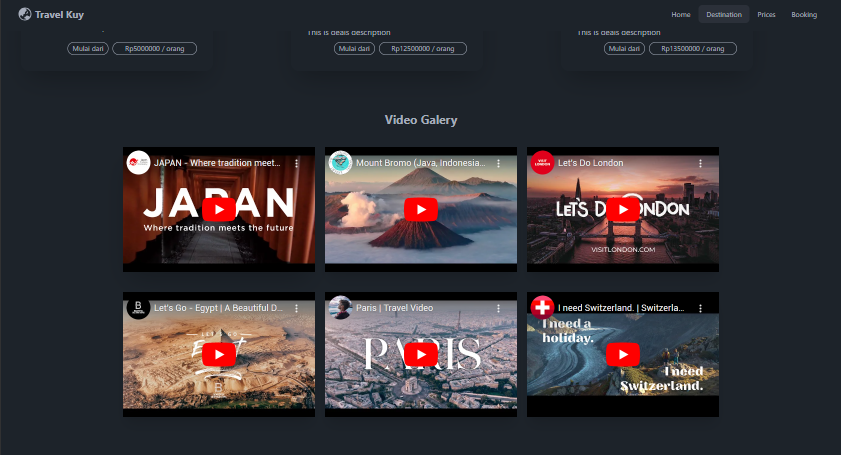 Travel Kuy
Home Destination Prices Booking
This is deals description
This is deals description
Mulai dari Rp5000000 / orang
Mulai dari Rp12500000 / orang
Mulai dari Rp13500000 / orang
Video Galery
JAPAN - Where tradition meet...
JAPAN
Where tradition meets the future
Mount Bromo (Java, Indonesia...
VISIT LONDON
Let's Do London
LET'S DO LONDON
VISITLONDON.COM
B
Let's Go - Egypt | A Beautiful D...
LET'S GO
Egypt
B
Paris | Travel Video
PARIS
I need Switzerland. | Switzerla...
I need a
holiday.
I need
Switzerland.